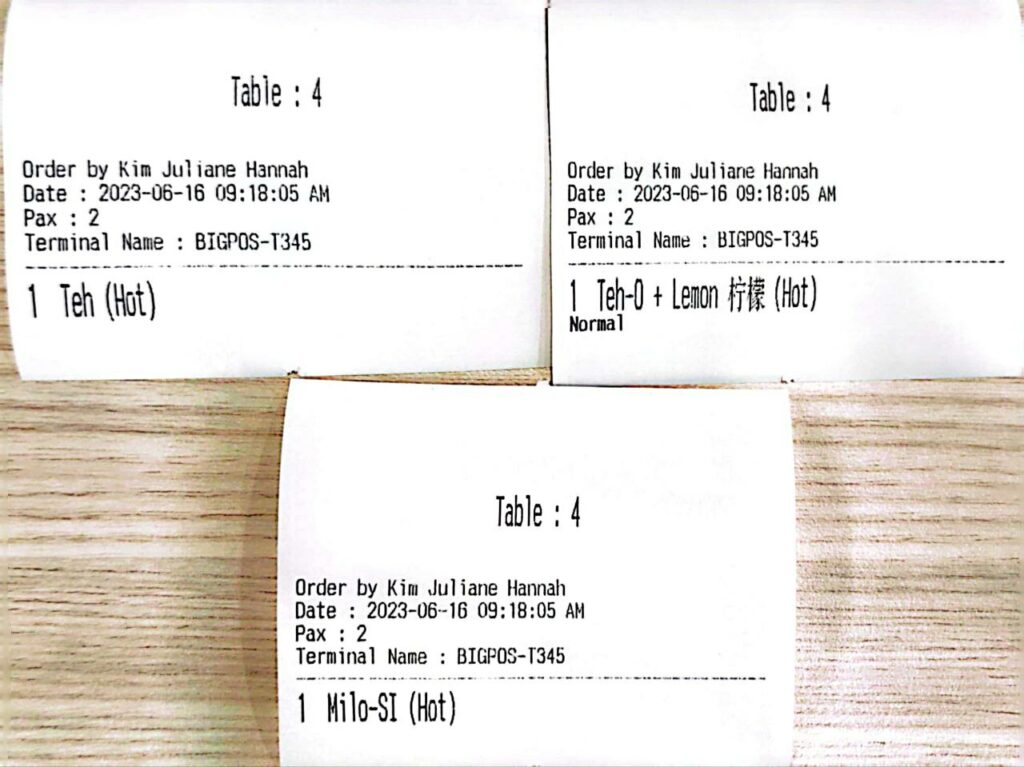 Table : 4
Order by Kim Juliane Hannah
Date : 2023-06-16 09:18:05 AM
Pax : 2
Terminal Name : BIGPOS-T345
1 Teh (Hot)
Table : 4
Order by Kim Juliane Hannah
Date : 2023-06-16 09:18:05 AM
Pax : 2
Terminal Name : BIGPOS-T345
1 Teh-O + Lemon 柠檬 (Hot)
Normal
Table : 4
Order by Kim Juliane Hannah
Date : 2023-06-16 09:18:05 AM
Pax : 2
Terminal Name : BIGPOS-T345
1 Milo-SI (Hot)